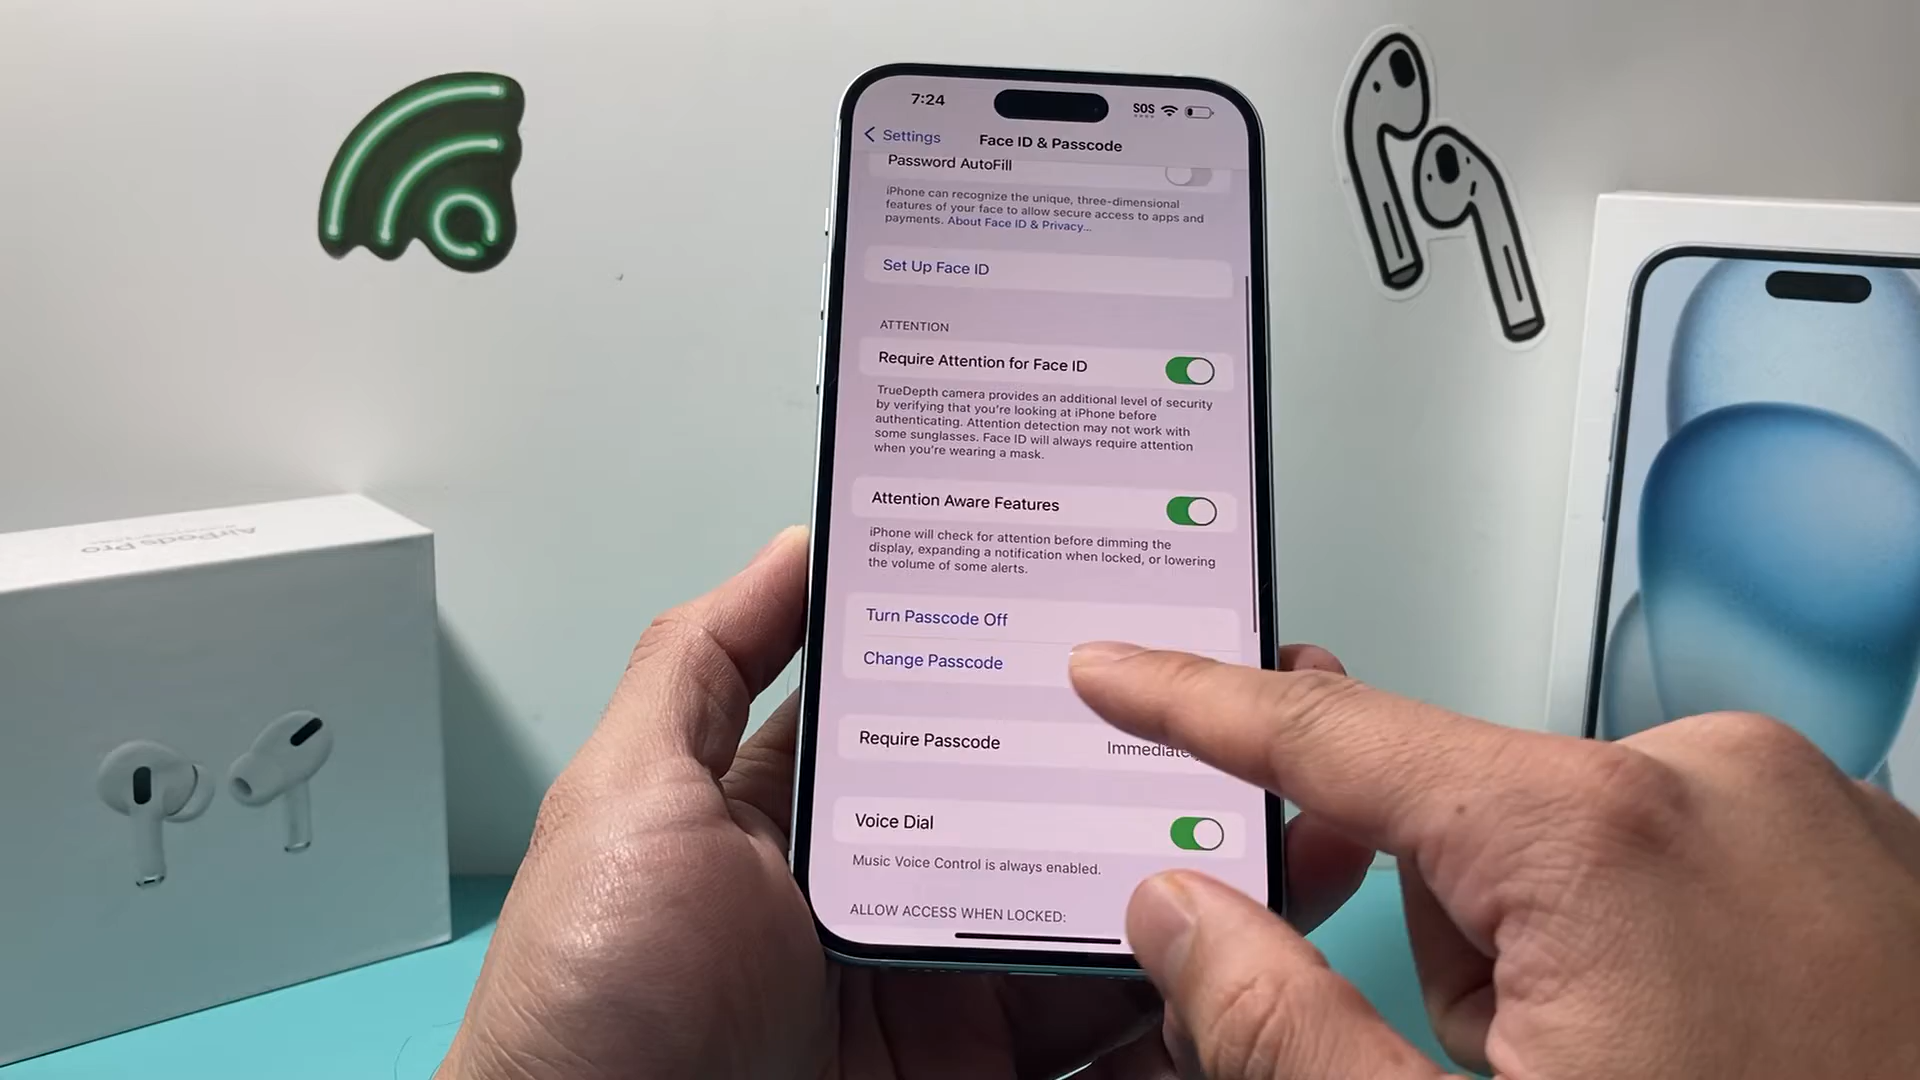 AirPods Pro
7:24
SOS
Settings
Face ID & Passcode
Password AutoFill
iPhone can recognize the unique, three-dimensional
features of your face to allow secure access to apps and
payments. About Face ID & Privacy...
Set Up Face ID
ATTENTION
Require Attention for Face ID
TrueDepth camera provides an additional level of security
by verifying that you're looking at iPhone before
authenticating. Attention detection may not work with
some sunglasses. Face ID will always require attention
when you're wearing a mask.
Attention Aware Features
iPhone will check for attention before dimming the
display, expanding a notification when locked, or lowering
the volume of some alerts.
Turn Passcode Off
Change Passcode
Require Passcode
Immediately
Voice Dial
Music Voice Control is always enabled.
ALLOW ACCESS WHEN LOCKED: